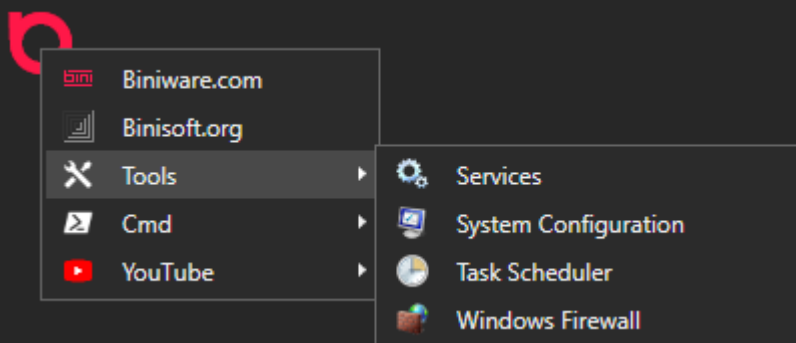 bini
Biniware.com
Binisoft.org
Tools
Cmd
YouTube
Services
System Configuration
Task Scheduler
Windows Firewall